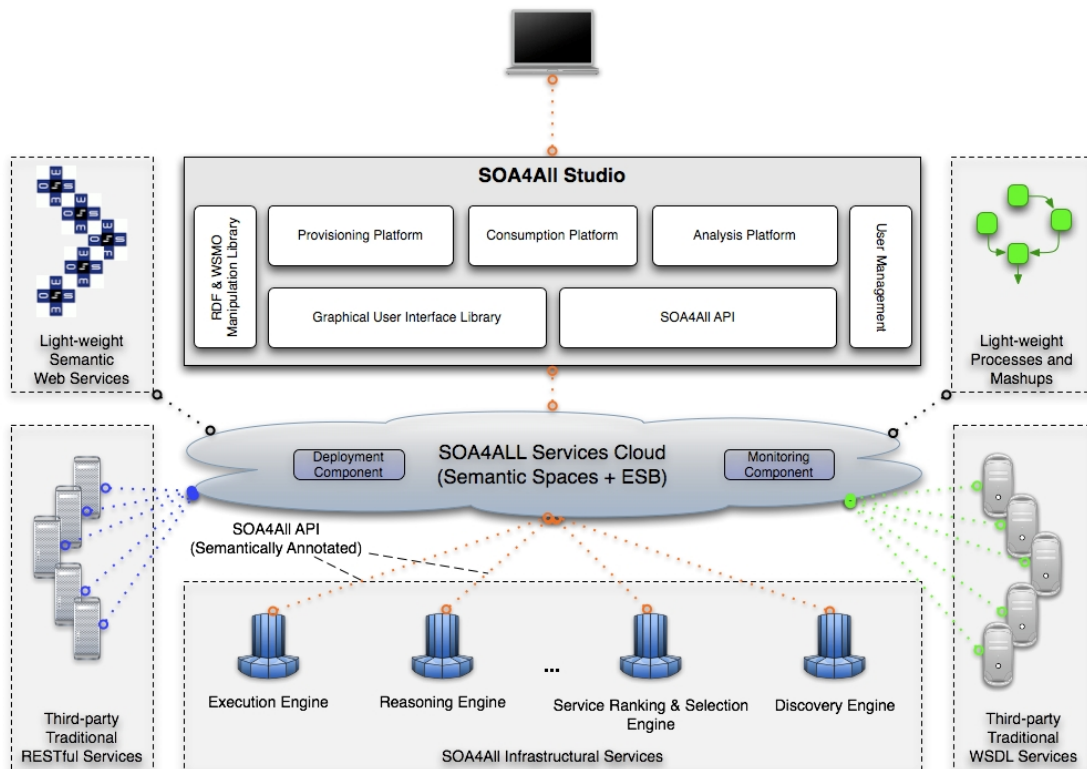 SOA4All Studio
RDF & WSMO
Manipulation Library
Provisioning Platform
Consumption Platform
Analysis Platform
User Management
Graphical User Interface Library
SOA4All API
Light-weight
Semantic
Web Services
Light-weight
Processes and
Mashups
SOA4ALL Services Cloud
(Semantic Spaces + ESB)
Deployment
Component
Monitoring
Component
SOA4All API
(Semantically Annotated)
Execution Engine
Reasoning Engine
...
Service Ranking & Selection
Engine
Discovery Engine
SOA4All Infrastructural Services
Third-party
Traditional
RESTful Services
Third-party
Traditional
WSDL Services